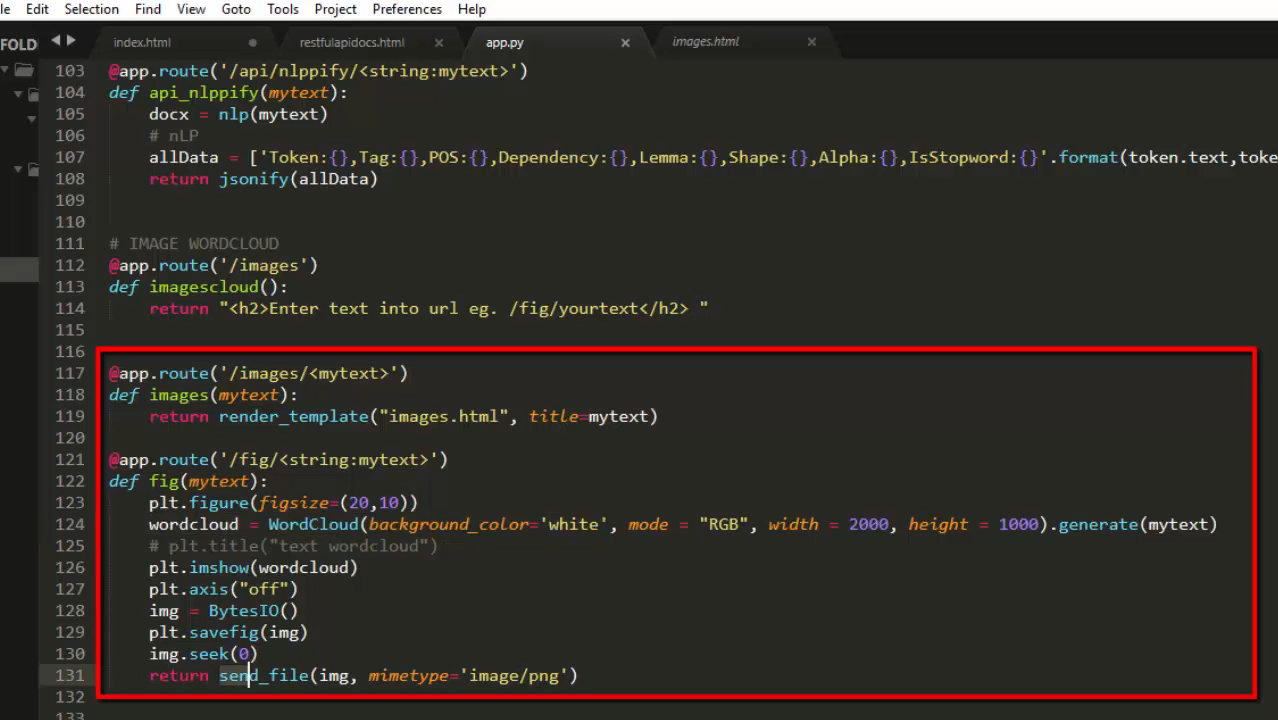 le Edit Selection Find View Goto Tools Project Preferences Help
FOLD
index.html restfulapidocs.html app.py images.html
103 @app.route('/api/nlppify/<string:mytext>')
104 def api_nlppify(mytext):
105 docx = nlp(mytext)
106 # nLP
107 allData = ['Token:{},Tag:{},POS:{},Dependency:{},Lemma:{},Shape:{},Alpha:{},IsStopword:{}'.format(token.text,toke
108 return jsonify(allData)
109
110
111 # IMAGE WORDCLOUD
112 @app.route('/images')
113 def imagescloud():
114 return "<h2>Enter text into url eg. /fig/yourtext</h2> "
115
116
117 @app.route('/images/<mytext>')
118 def images(mytext):
119 return render_template("images.html", title=mytext)
120
121 @app.route('/fig/<string:mytext>')
122 def fig(mytext):
123 plt.figure(figsize=(20,10))
124 wordcloud = WordCloud(background_color='white', mode = "RGB", width = 2000, height = 1000).generate(mytext)
125 # plt.title("text wordcloud")
126 plt.imshow(wordcloud)
127 plt.axis("off")
128 img = BytesIO()
129 plt.savefig(img)
130 img.seek(0)
131 return send_file(img, mimetype='image/png')
132
133